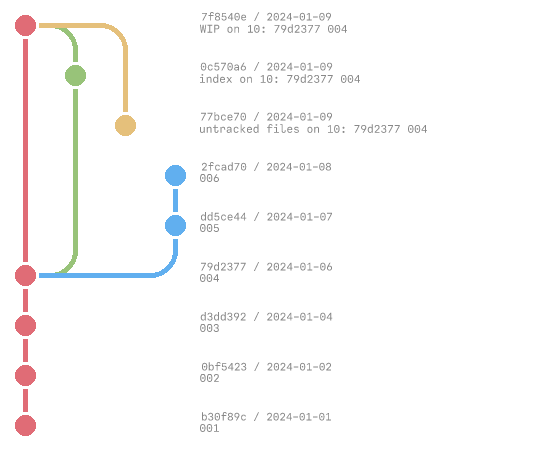 7f8540e / 2024-01-09
WIP on 10: 79d2377 004
0c570a6 / 2024-01-09
index on 10: 79d2377 004
77bce70 / 2024-01-09
untracked files on 10: 79d2377 004
2fcad70 / 2024-01-08
006
dd5ce44 / 2024-01-07
005
79d2377 / 2024-01-06
004
d3dd392 / 2024-01-04
003
0bf5423 / 2024-01-02
002
b30f89c / 2024-01-01
001